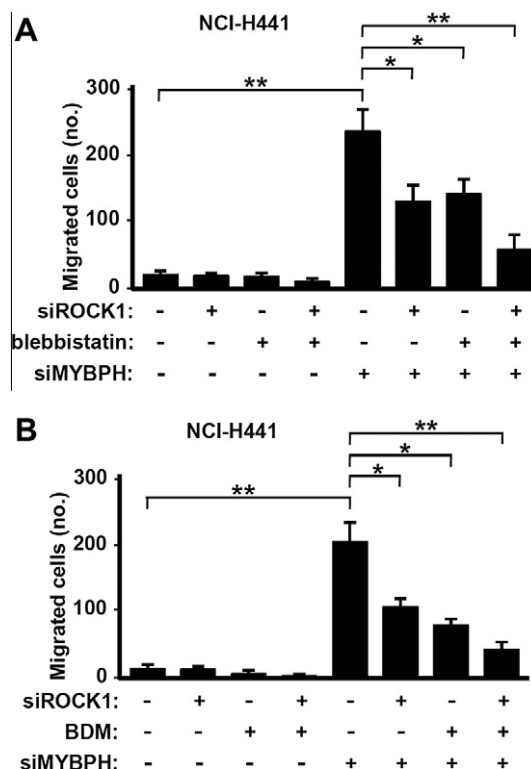 A
NCI-H441
**
*
*
**
Migrated cells (no.)
300
200
100
0
siROCK1: - + - + - + - +
blebbistatin: - - + + - - + +
siMYBPH: - - - - + + + +
B
NCI-H441
**
*
*
**
Migrated cells (no.)
300
200
100
0
siROCK1: - + - + - + - +
BDM: - - + + - - + +
siMYBPH: - - - - + + + +